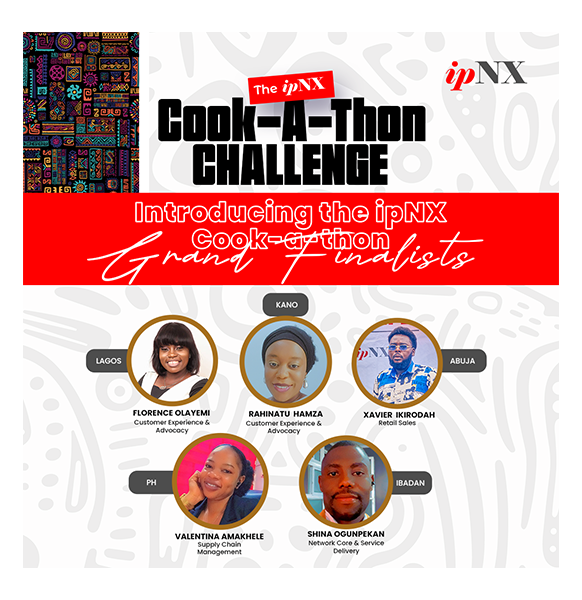 The ipNX
ipNX
Cook-A-Thon
CHALLENGE
Introducing the ipNX
Cook-a-thon
Grand Finalists
KANO
LAGOS
ipNX
ABUJA
FLORENCE OLAYEMI
Customer Experience &
Advocacy
RAHINATU HAMZA
Customer Experience &
Advocacy
XAVIER IKIRODAH
Retail Sales
PH
IBADAN
VALENTINA AMAKHELE
Supply Chain
Management
SHINA OGUNPEKAN
Network Core & Service
Delivery